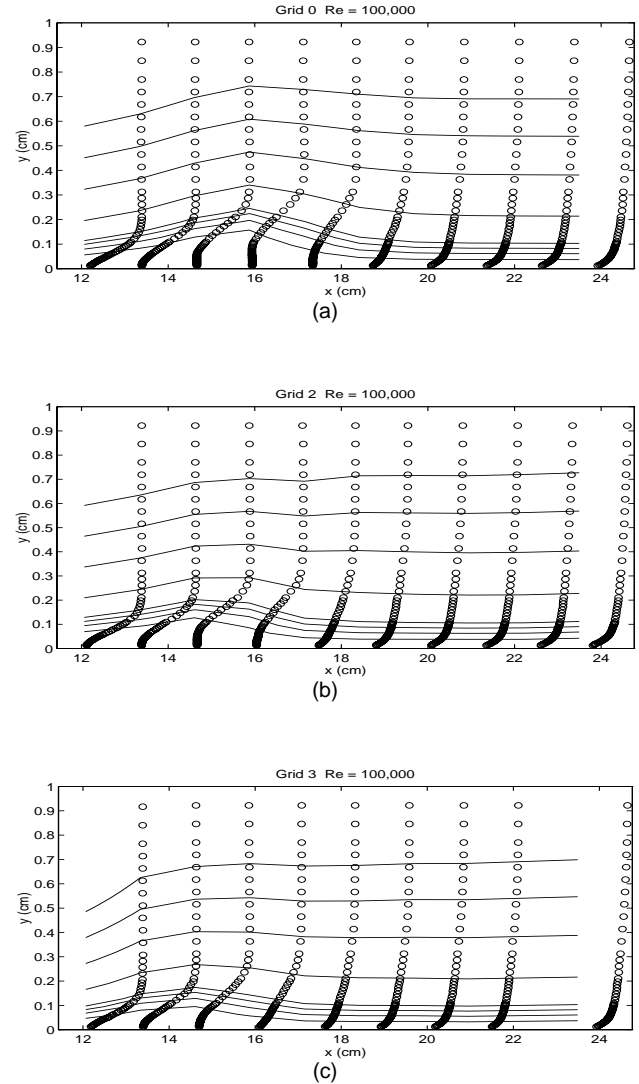 Grid 0 Re = 100,000
1
0.9
0.8
0.7
0.6
0.5
0.4
0.3
0.2
0.1
0
y (cm)
12 14 16 18 20 22 24
x (cm)
(a)
Grid 2 Re = 100,000
1
0.9
0.8
0.7
0.6
0.5
0.4
0.3
0.2
0.1
0
y (cm)
12 14 16 18 20 22 24
x (cm)
(b)
Grid 3 Re = 100,000
1
0.9
0.8
0.7
0.6
0.5
0.4
0.3
0.2
0.1
0
y (cm)
12 14 16 18 20 22 24
x (cm)
(c)